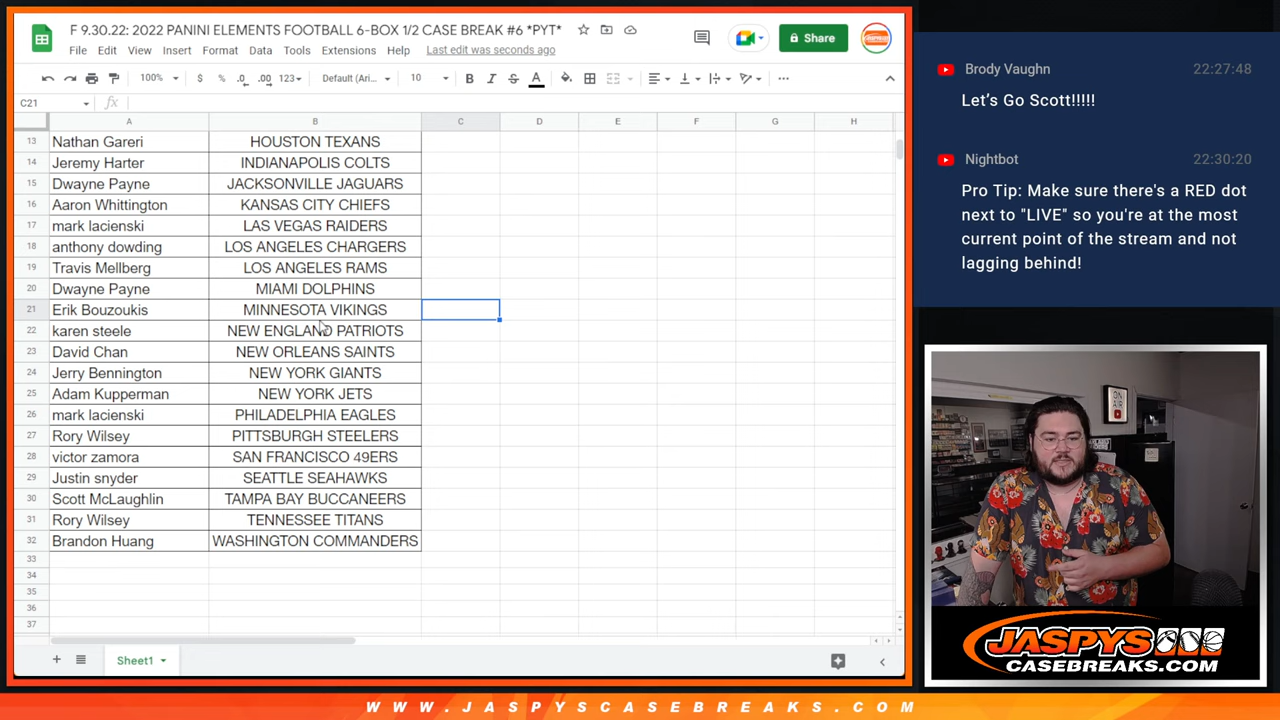 F 9.30.22: 2022 PANINI ELEMENTS FOOTBALL 6-BOX 1/2 CASE BREAK #6 *PYT*
File Edit View Insert Format Data Tools Extensions Help Last edit was seconds ago
Share
100% $ % .0 .00 123 Default (Ari... 10 B I S A
C21 fx
A B C D E F G H
13 Nathan Gareri HOUSTON TEXANS
14 Jeremy Harter INDIANAPOLIS COLTS
15 Dwayne Payne JACKSONVILLE JAGUARS
16 Aaron Whittington KANSAS CITY CHIEFS
17 mark lacienski LAS VEGAS RAIDERS
18 anthony dowding LOS ANGELES CHARGERS
19 Travis Mellberg LOS ANGELES RAMS
20 Dwayne Payne MIAMI DOLPHINS
21 Erik Bouzoukis MINNESOTA VIKINGS
22 karen steele NEW ENGLAND PATRIOTS
23 David Chan NEW ORLEANS SAINTS
24 Jerry Bennington NEW YORK GIANTS
25 Adam Kupperman NEW YORK JETS
26 mark lacienski PHILADELPHIA EAGLES
27 Rory Wilsey PITTSBURGH STEELERS
28 victor zamora SAN FRANCISCO 49ERS
29 Justin snyder SEATTLE SEAHAWKS
30 Scott McLaughlin TAMPA BAY BUCCANEERS
31 Rory Wilsey TENNESSEE TITANS
32 Brandon Huang WASHINGTON COMMANDERS
33
34
35
36
37
Sheet1
Brody Vaughn 22:27:48
Let's Go Scott!!!!!
Nightbot 22:30:20
Pro Tip: Make sure there's a RED dot
next to "LIVE" so you're at the most
current point of the stream and not
lagging behind!
ON
AIR
JASPYS
CASEBREAKS.COM
WWW.JASPYSCASEBREAKS.COM